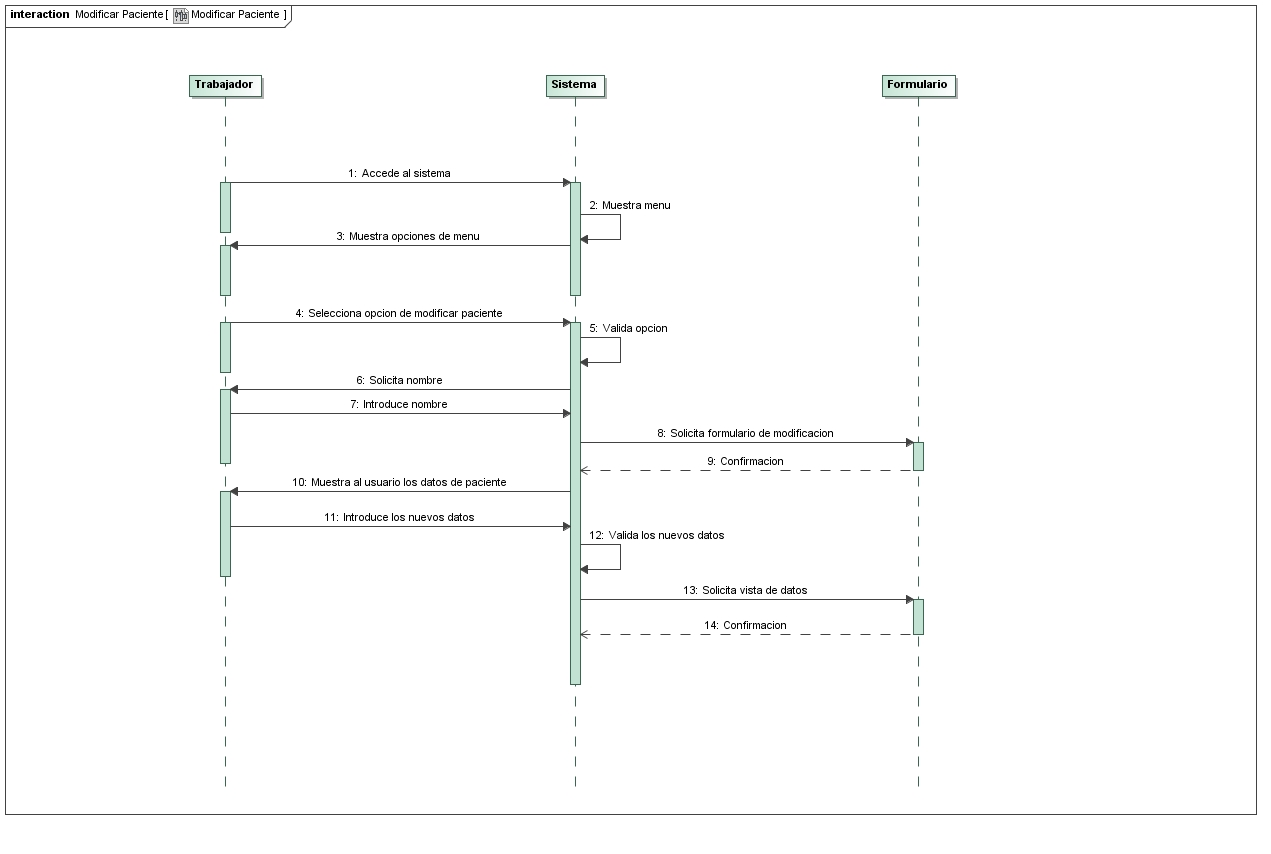 interaction Modificar Paciente [ Modificar Paciente ]
Trabajador
Sistema
Formulario
1: Accede al sistema
2: Muestra menu
3: Muestra opciones de menu
4: Selecciona opcion de modificar paciente
5: Valida opcion
6: Solicita nombre
7: Introduce nombre
8: Solicita formulario de modificacion
9: Confirmacion
10: Muestra al usuario los datos de paciente
11: Introduce los nuevos datos
12: Valida los nuevos datos
13: Solicita vista de datos
14: Confirmacion